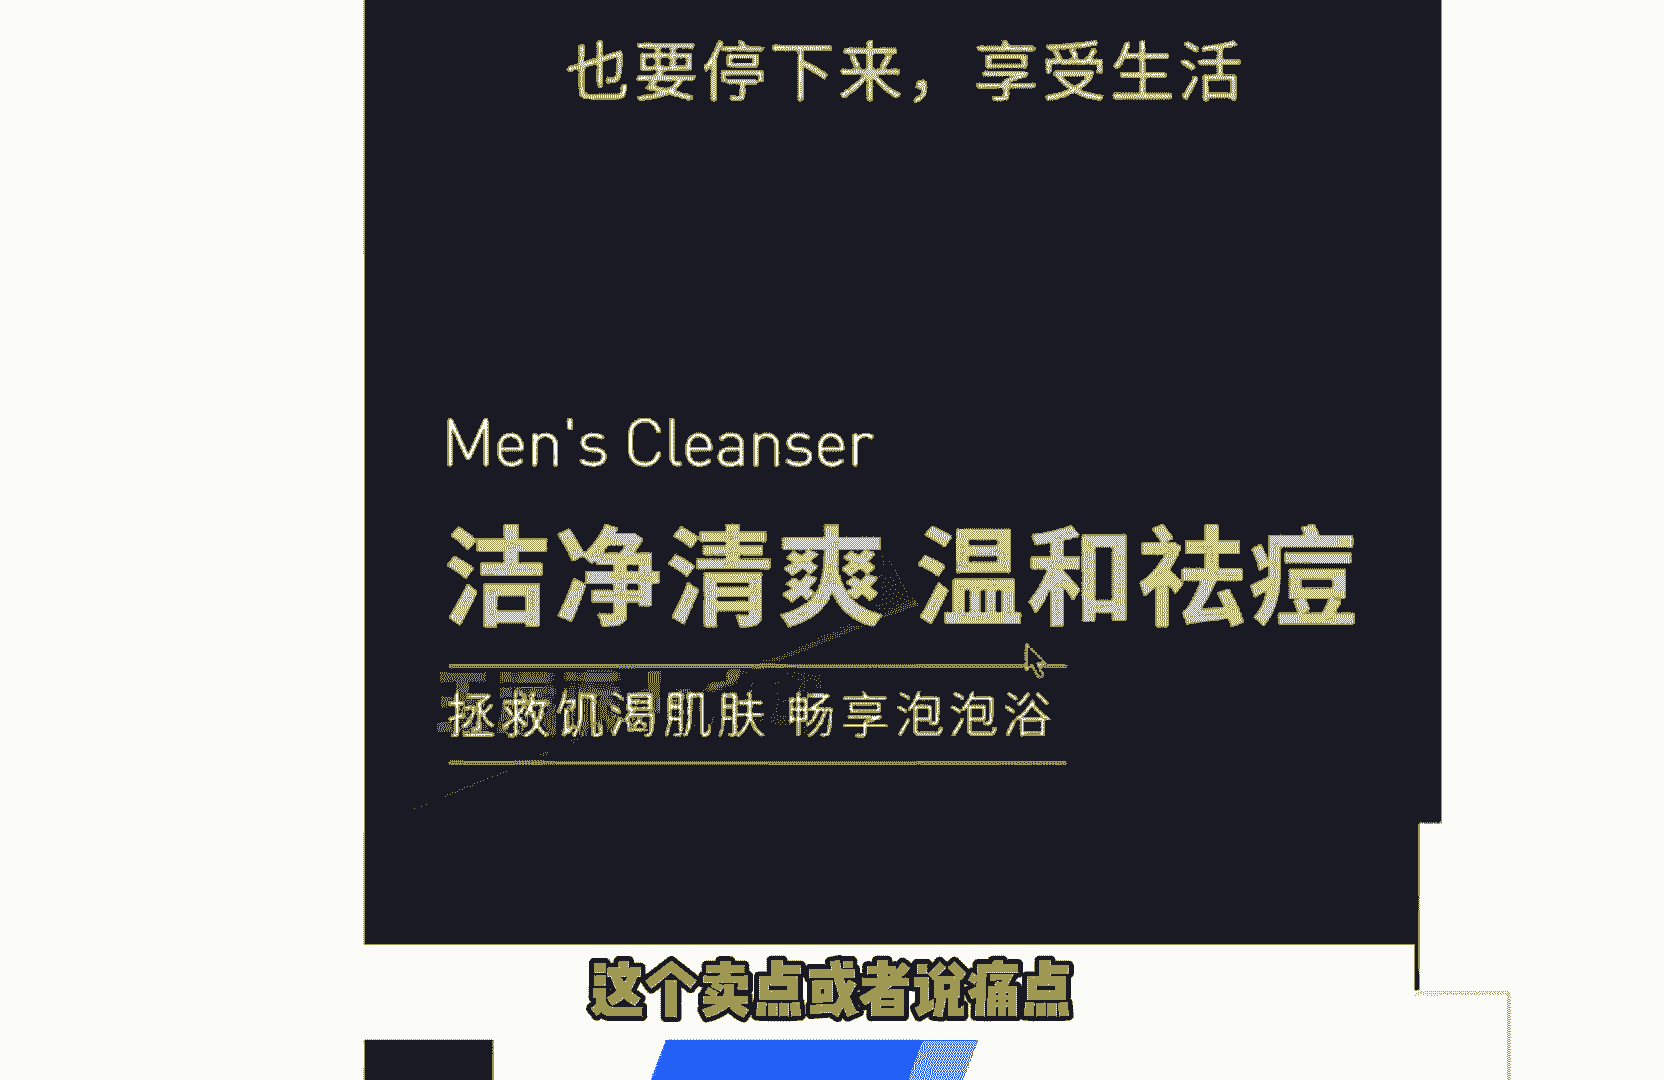 也要停下来，享受生活
Men's Cleanser
洁净清爽 温和祛痘
拯救饥渴肌肤 畅享泡泡浴
这个卖点或者说痛点